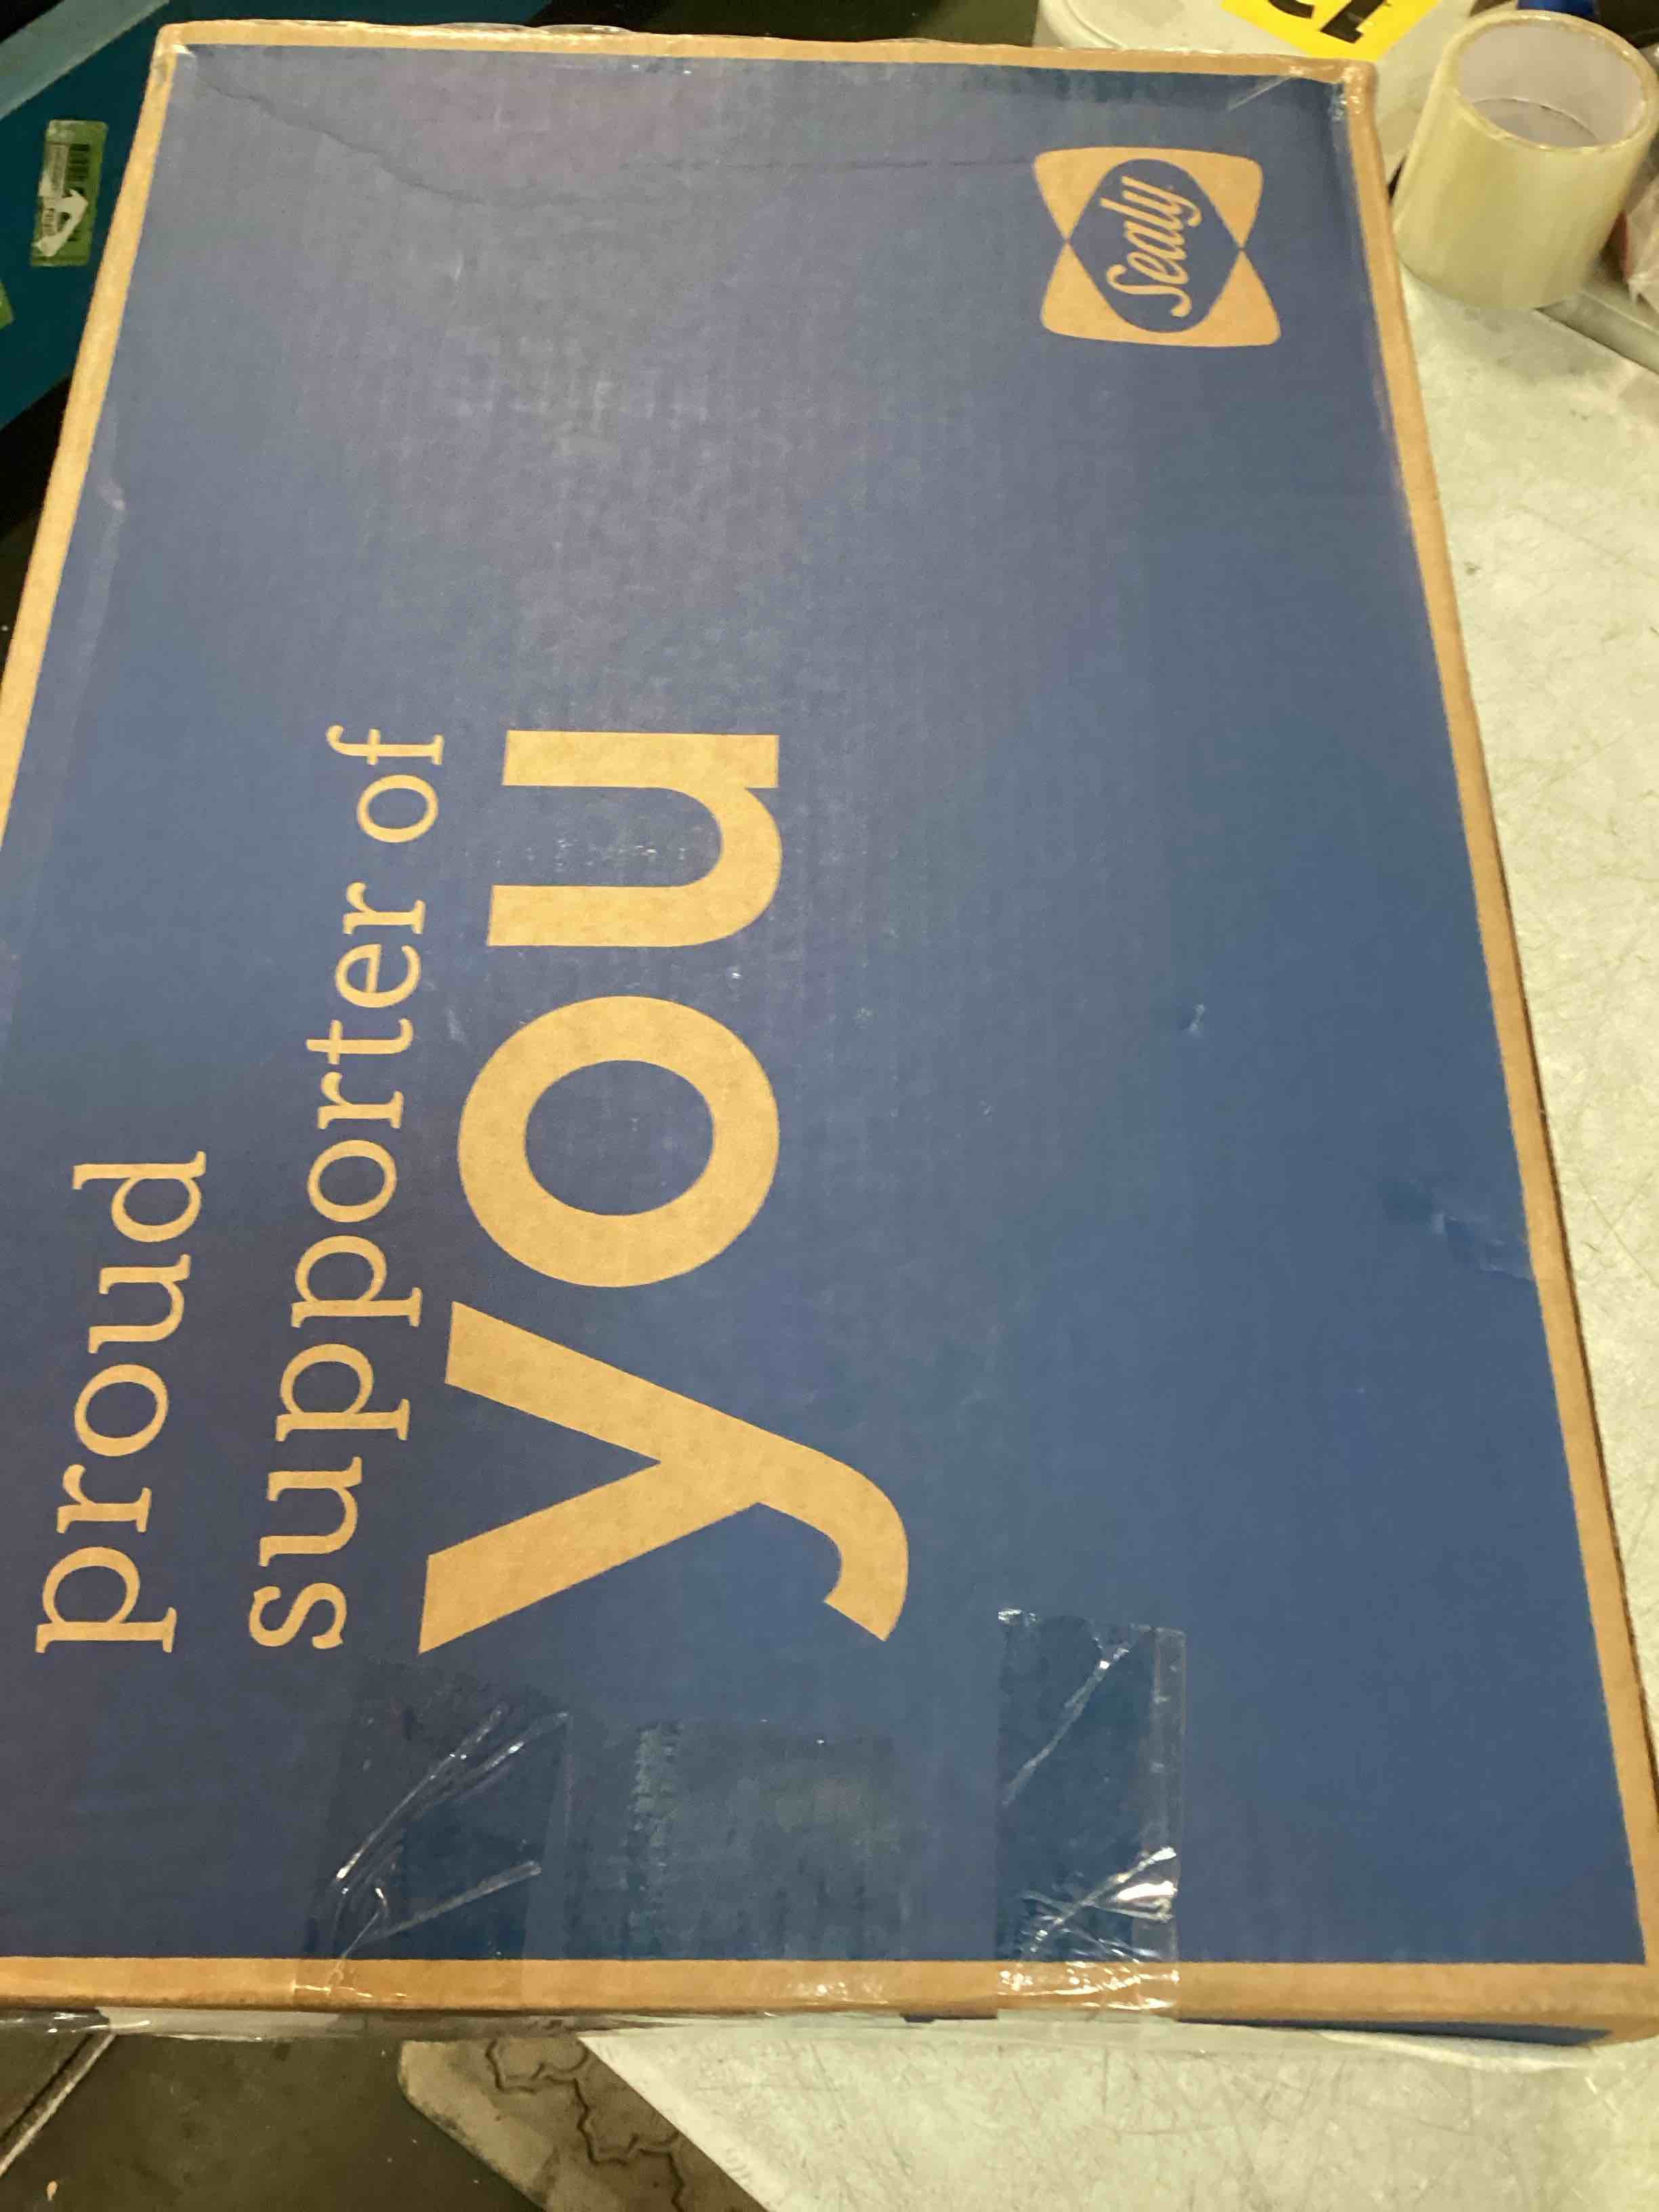 proud
supporter of
you
Sealy